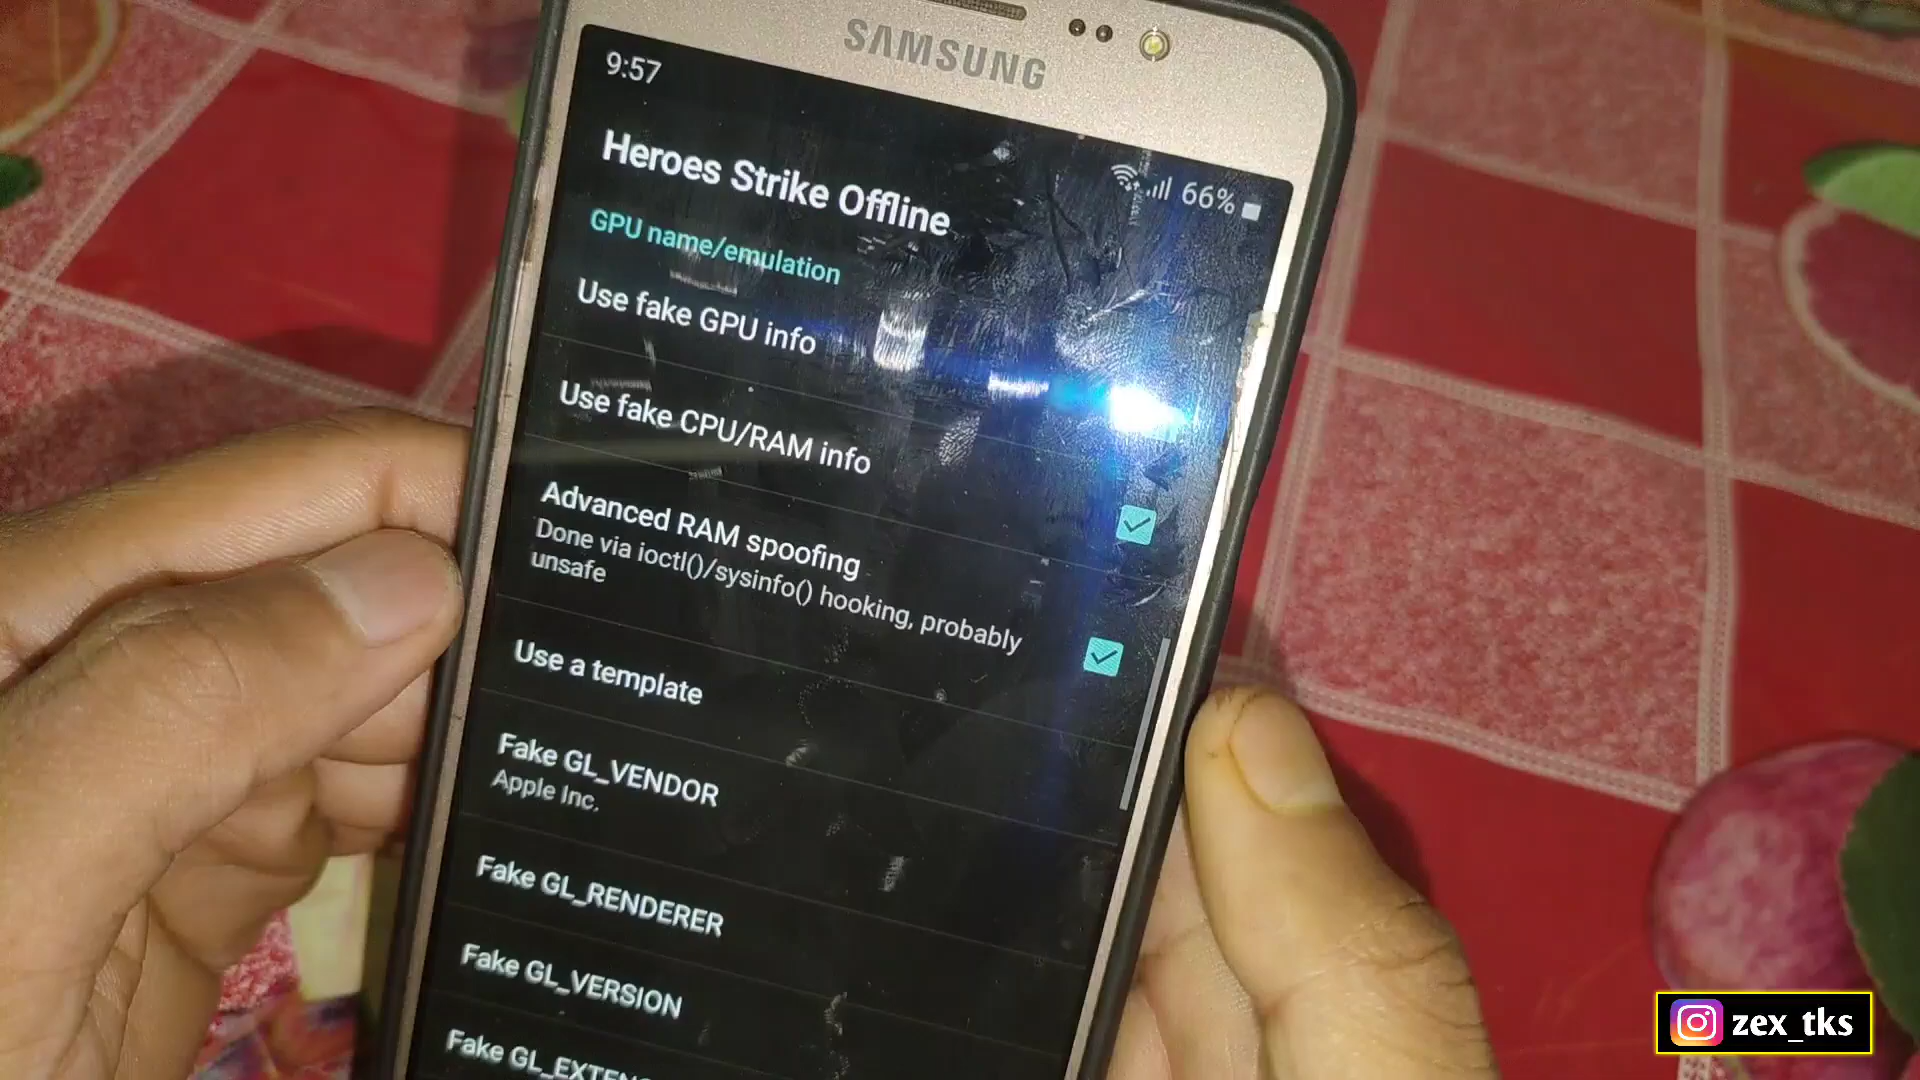 SAMSUNG
9:57
66%
Heroes Strike Offline
GPU name/emulation
Use fake GPU info
Use fake CPU/RAM info
Advanced RAM spoofing
Done via ioctl()/sysinfo() hooking, probably
unsafe
Use a template
Fake GL_VENDOR
Apple Inc.
Fake GL_RENDERER
Fake GL_VERSION
zex_tks